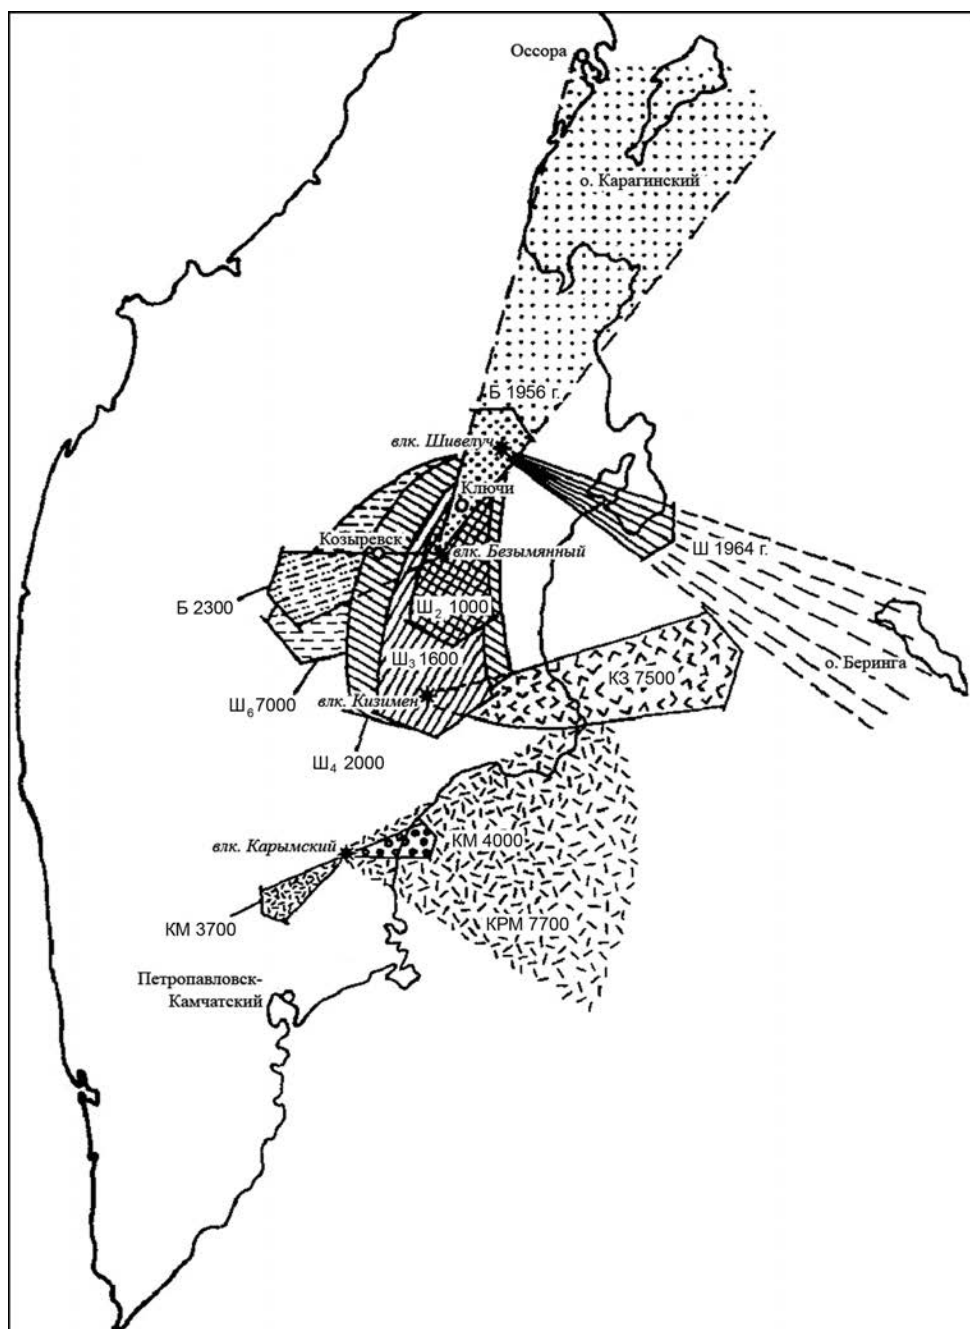 Оссора
о. Карагинский
Б 1956 г.
влк. Шивелуч
Ключи
Козыревск
влк. Безымянный
Ш 1964 г.
Б 2300
Ш₂ 1000
Ш₃ 1600
о. Беринга
КЗ 7500
Ш₆ 7000
влк. Кизимен
Ш₄ 2000
влк. Карымский
КМ 4000
КМ 3700
КРМ 7700
Петропавловск-
Камчатский